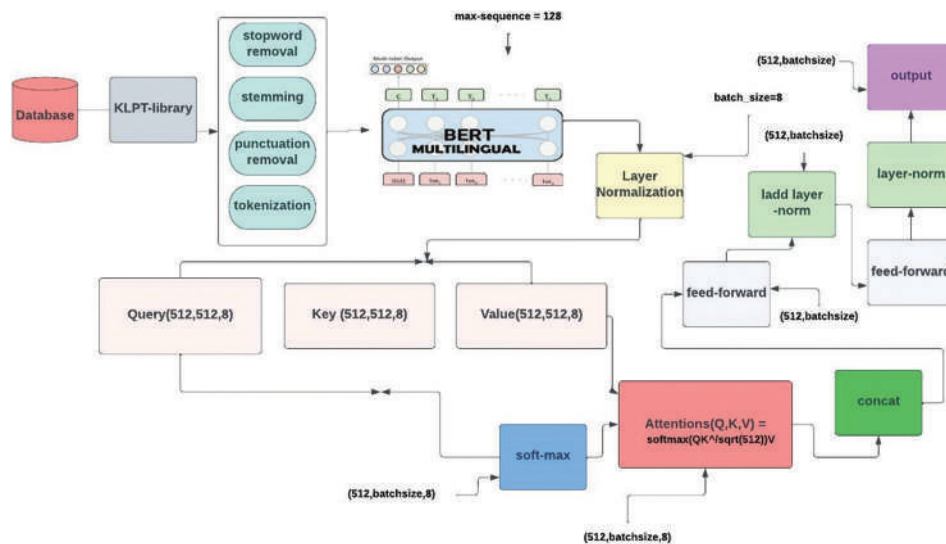 max-sequence = 128
stopword
removal
stemming
punctuation
removal
tokenization
Database
KLPT-library
C
BERT
MULTILINGUAL
batch_size=8
Layer
Normalization
(512,batchsize)
output
(512,batchsize)
ladd layer
-norm
layer-norm
feed-forward
feed-forward
(512,batchsize)
Query(512,512,8)
Key (512,512,8)
Value(512,512,8)
soft-max
(512,batchsize,8)
Attentions(Q,K,V) =
softmax(QK^/sqrt(512))V
(512,batchsize,8)
concat